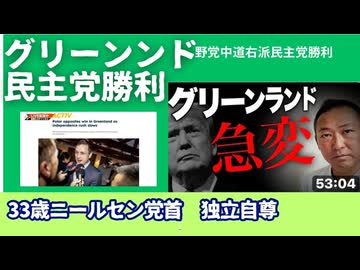 グリーンンド
民主党勝利
野党中道右派民主党勝利
ACTIV
Polar opposites win in Greenland as
independence rush slows
グリーンランド
急変
53:04
33歳ニールセン党首 独立自尊